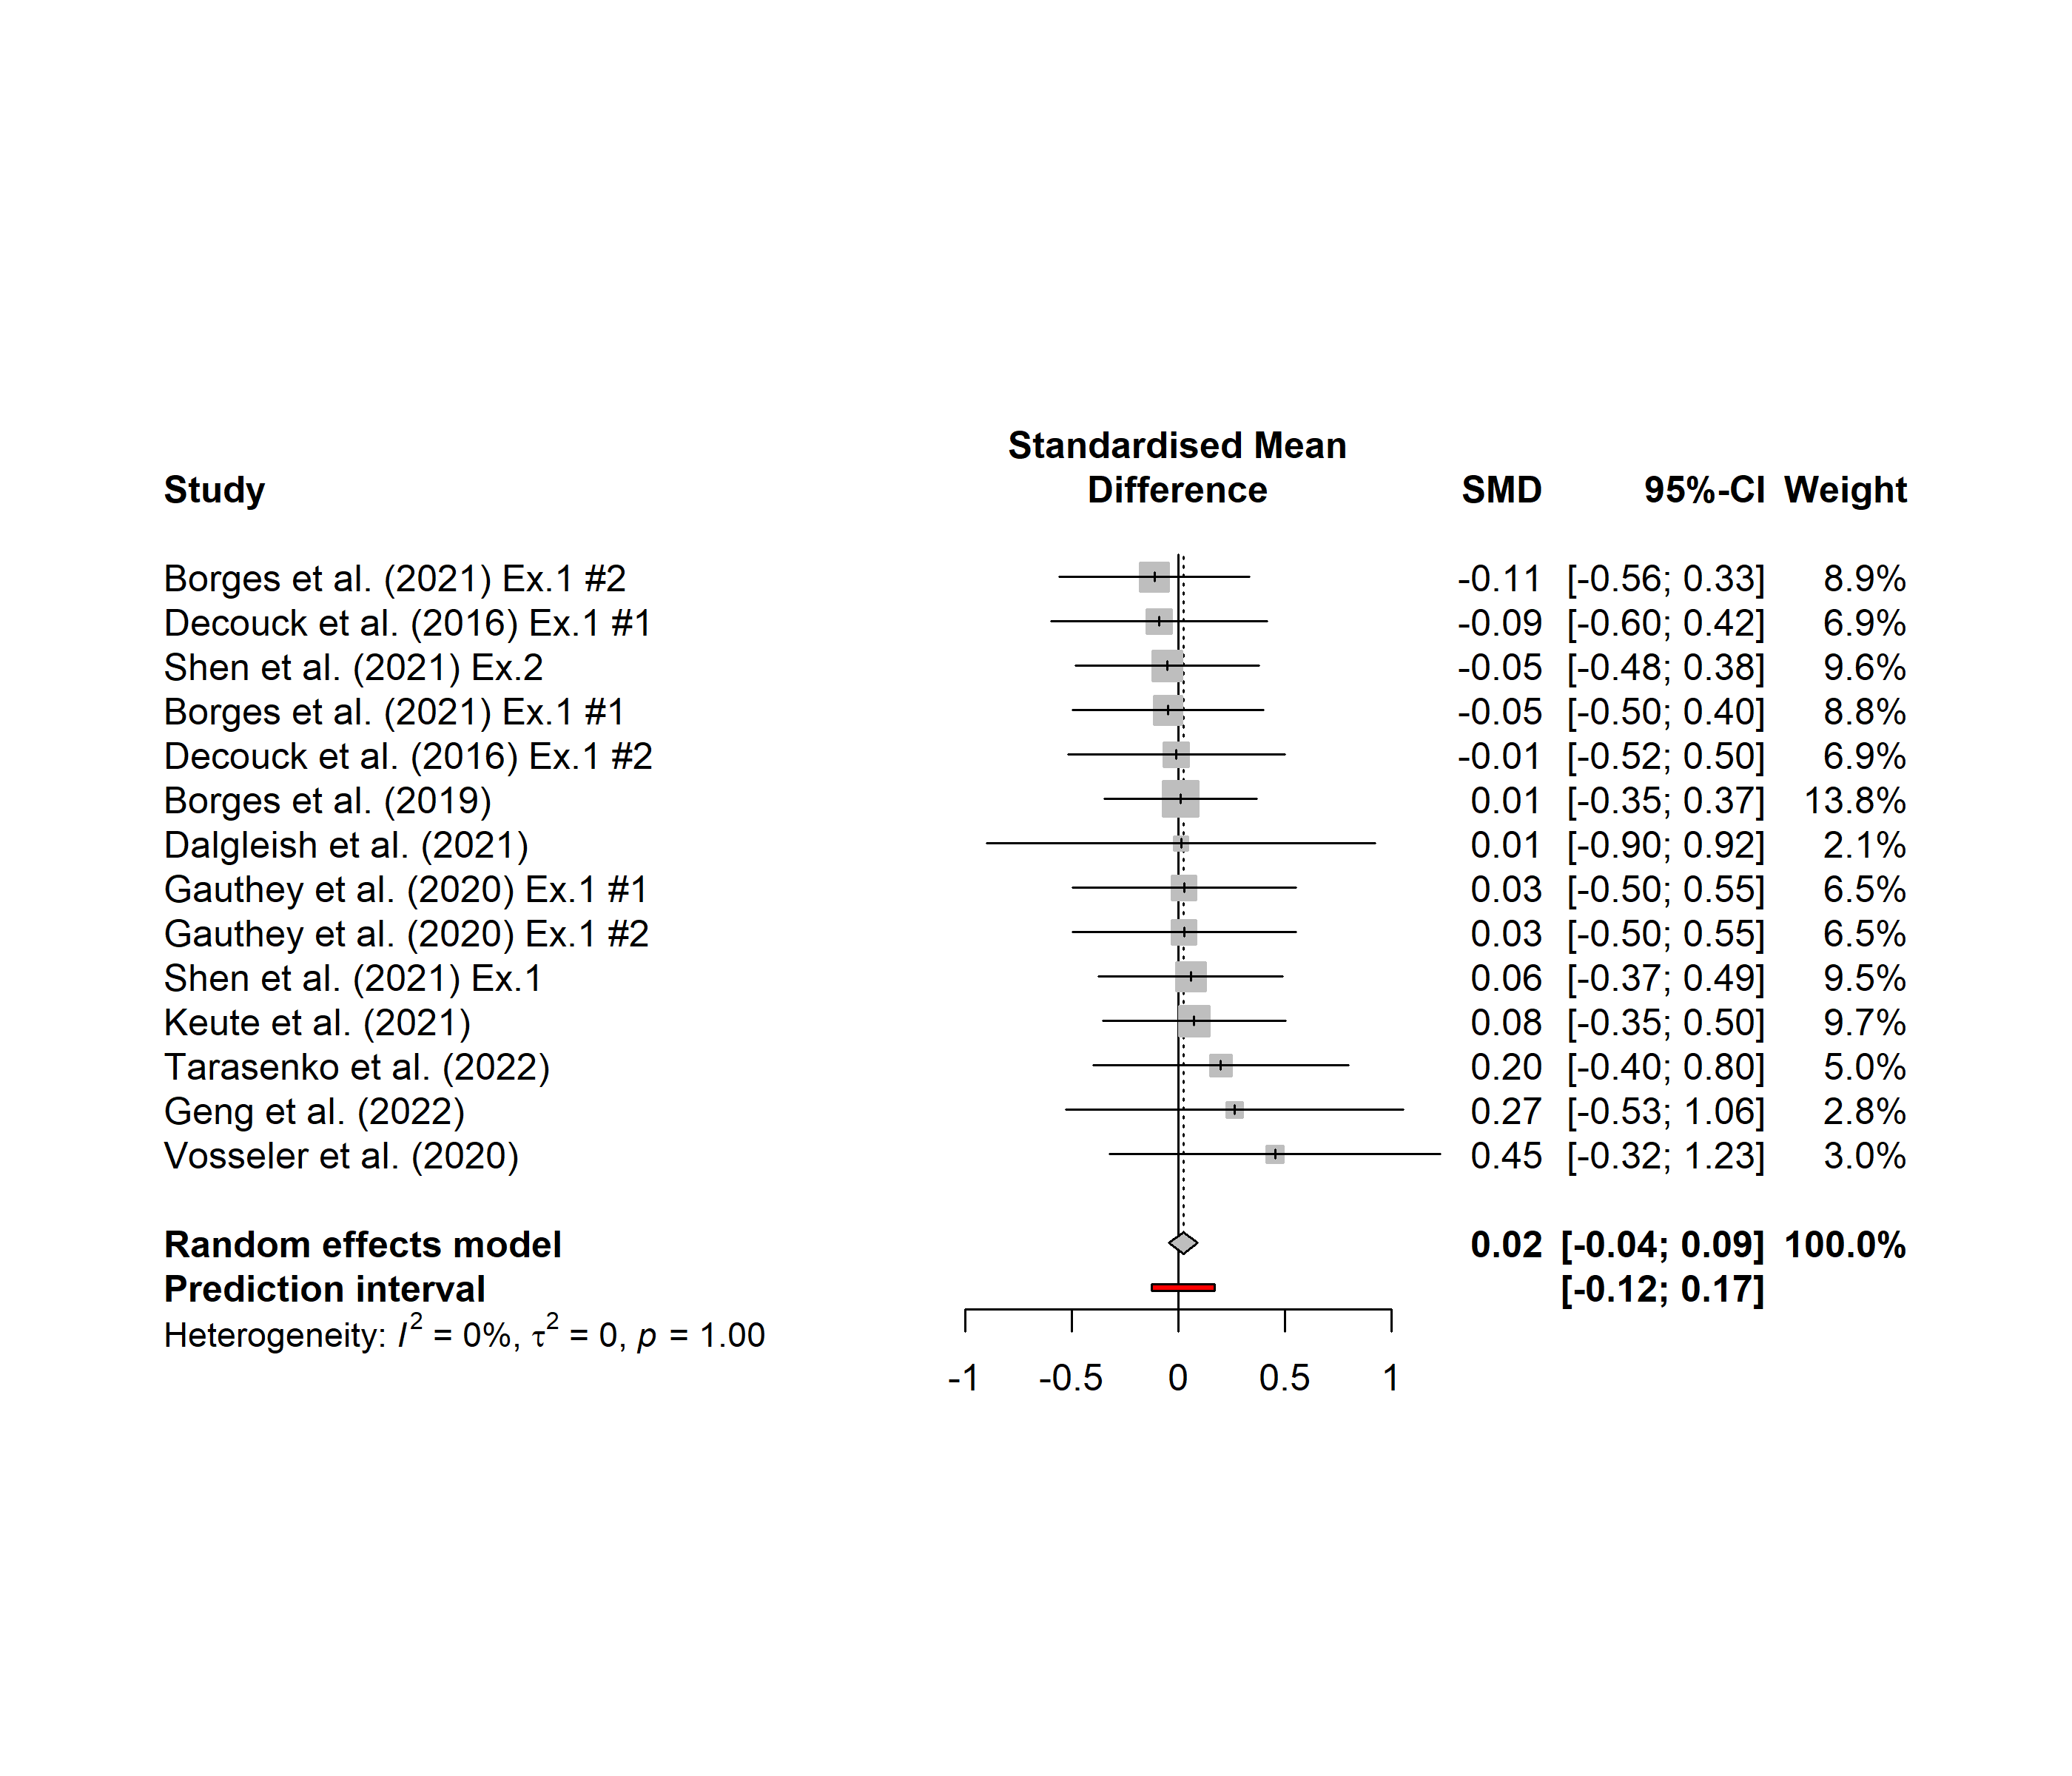 Standardised Mean
Study Difference SMD 95%-CI Weight
Borges et al. (2021) Ex.1 #2 -0.11 [-0.56; 0.33] 8.9%
Decouck et al. (2016) Ex.1 #1 -0.09 [-0.60; 0.42] 6.9%
Shen et al. (2021) Ex.2 -0.05 [-0.48; 0.38] 9.6%
Borges et al. (2021) Ex.1 #1 -0.05 [-0.50; 0.40] 8.8%
Decouck et al. (2016) Ex.1 #2 -0.01 [-0.52; 0.50] 6.9%
Borges et al. (2019) 0.01 [-0.35; 0.37] 13.8%
Dalgleish et al. (2021) 0.01 [-0.90; 0.92] 2.1%
Gauthey et al. (2020) Ex.1 #1 0.03 [-0.50; 0.55] 6.5%
Gauthey et al. (2020) Ex.1 #2 0.03 [-0.50; 0.55] 6.5%
Shen et al. (2021) Ex.1 0.06 [-0.37; 0.49] 9.5%
Keute et al. (2021) 0.08 [-0.35; 0.50] 9.7%
Tarasenko et al. (2022) 0.20 [-0.40; 0.80] 5.0%
Geng et al. (2022) 0.27 [-0.53; 1.06] 2.8%
Vosseler et al. (2020) 0.45 [-0.32; 1.23] 3.0%
Random effects model 0.02 [-0.04; 0.09] 100.0%
Prediction interval [-0.12; 0.17]
Heterogeneity: I² = 0%, τ² = 0, p = 1.00
-1 -0.5 0 0.5 1